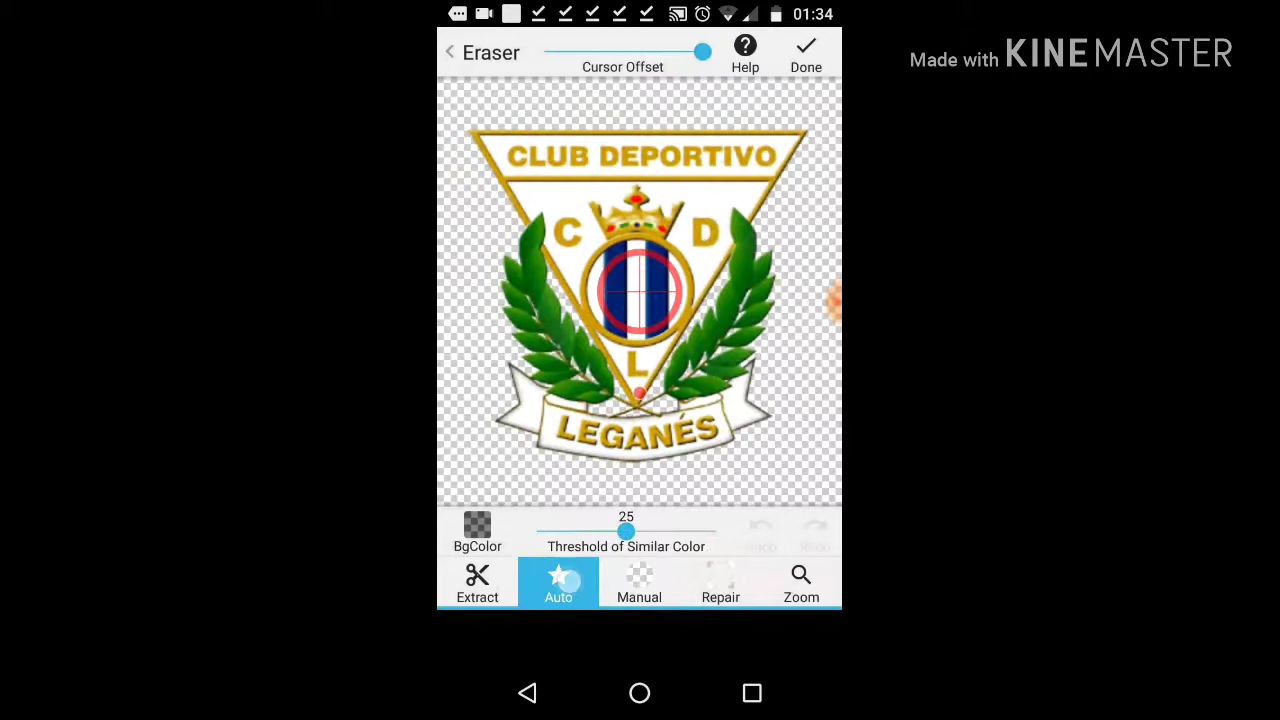 01:34
Eraser
Cursor Offset
Help
Done
Made with KINEMASTER
CLUB DEPORTIVO
C D
L
LEGANÉS
25
BgColor
Threshold of Similar Color
Extract
Auto
Manual
Repair
Zoom